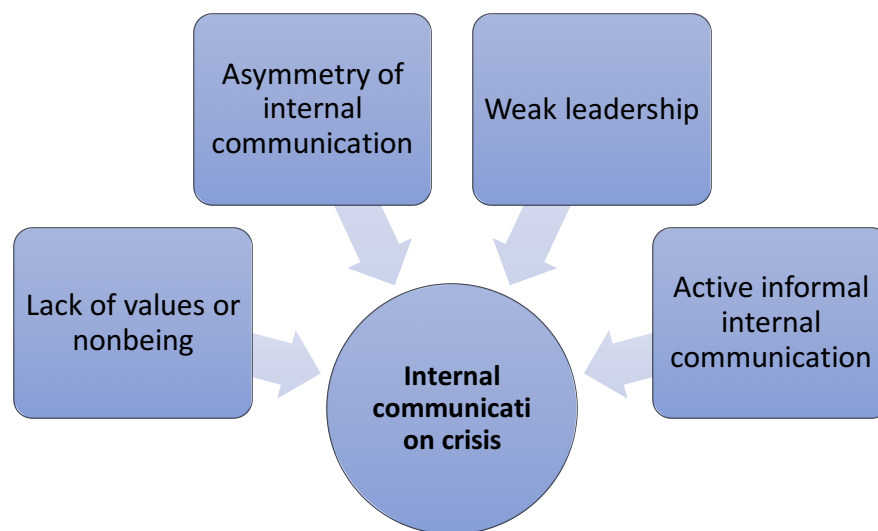 Asymmetry of
internal
communication
Weak leadership
Lack of values or
nonbeing
Active informal
internal
communication
Internal
communicati
on crisis